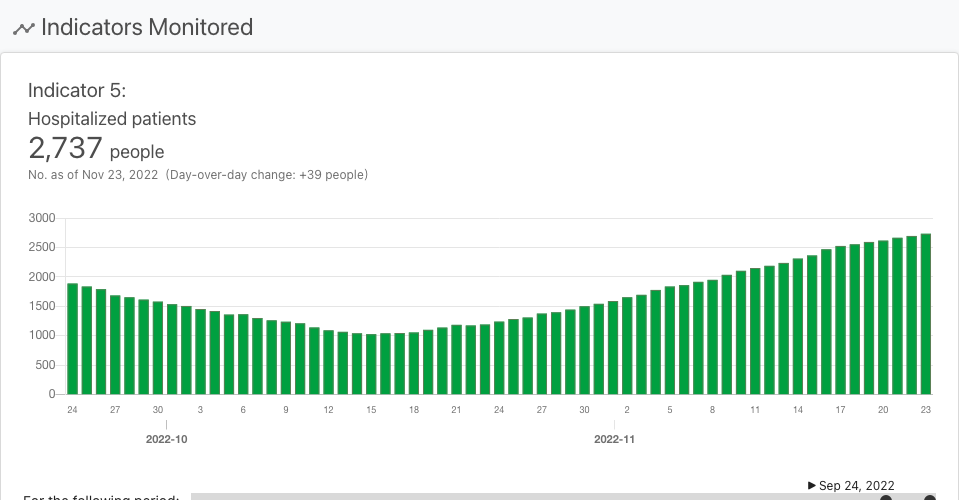 Indicators Monitored
Indicator 5:
Hospitalized patients
2,737 people
No. as of Nov 23, 2022 (Day-over-day change: +39 people)
3000
2500
2000
1500
1000
500
0
24 27 30 3 6 9 12 15 18 21 24 27 30 2 5 8 11 14 17 20 23
2022-10 2022-11
Sep 24, 2022
For the following period: